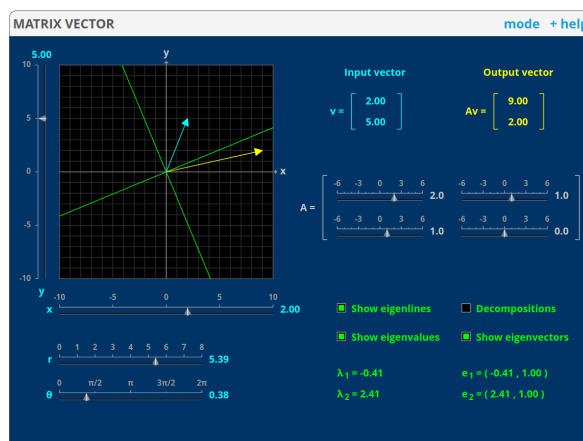 MATRIX VECTOR mode + help
5.00 y
10
5
0
-5
-10
x
y
-10 -5 0 5 10
x 2.00
0 1 2 3 4 5 6 7 8
r 5.39
0 π/2 π 3π/2 2π
θ 0.38
Input vector Output vector
v = 2.00 5.00
Av = 9.00 2.00
A =
-6 -3 0 3 6 2.0 -6 -3 0 3 6 1.0
-6 -3 0 3 6 1.0 -6 -3 0 3 6 0.0
Show eigenlines Decompositions
Show eigenvalues Show eigenvectors
λ1 = -0.41 e1 = ( -0.41 , 1.00 )
λ2 = 2.41 e2 = ( 2.41 , 1.00 )